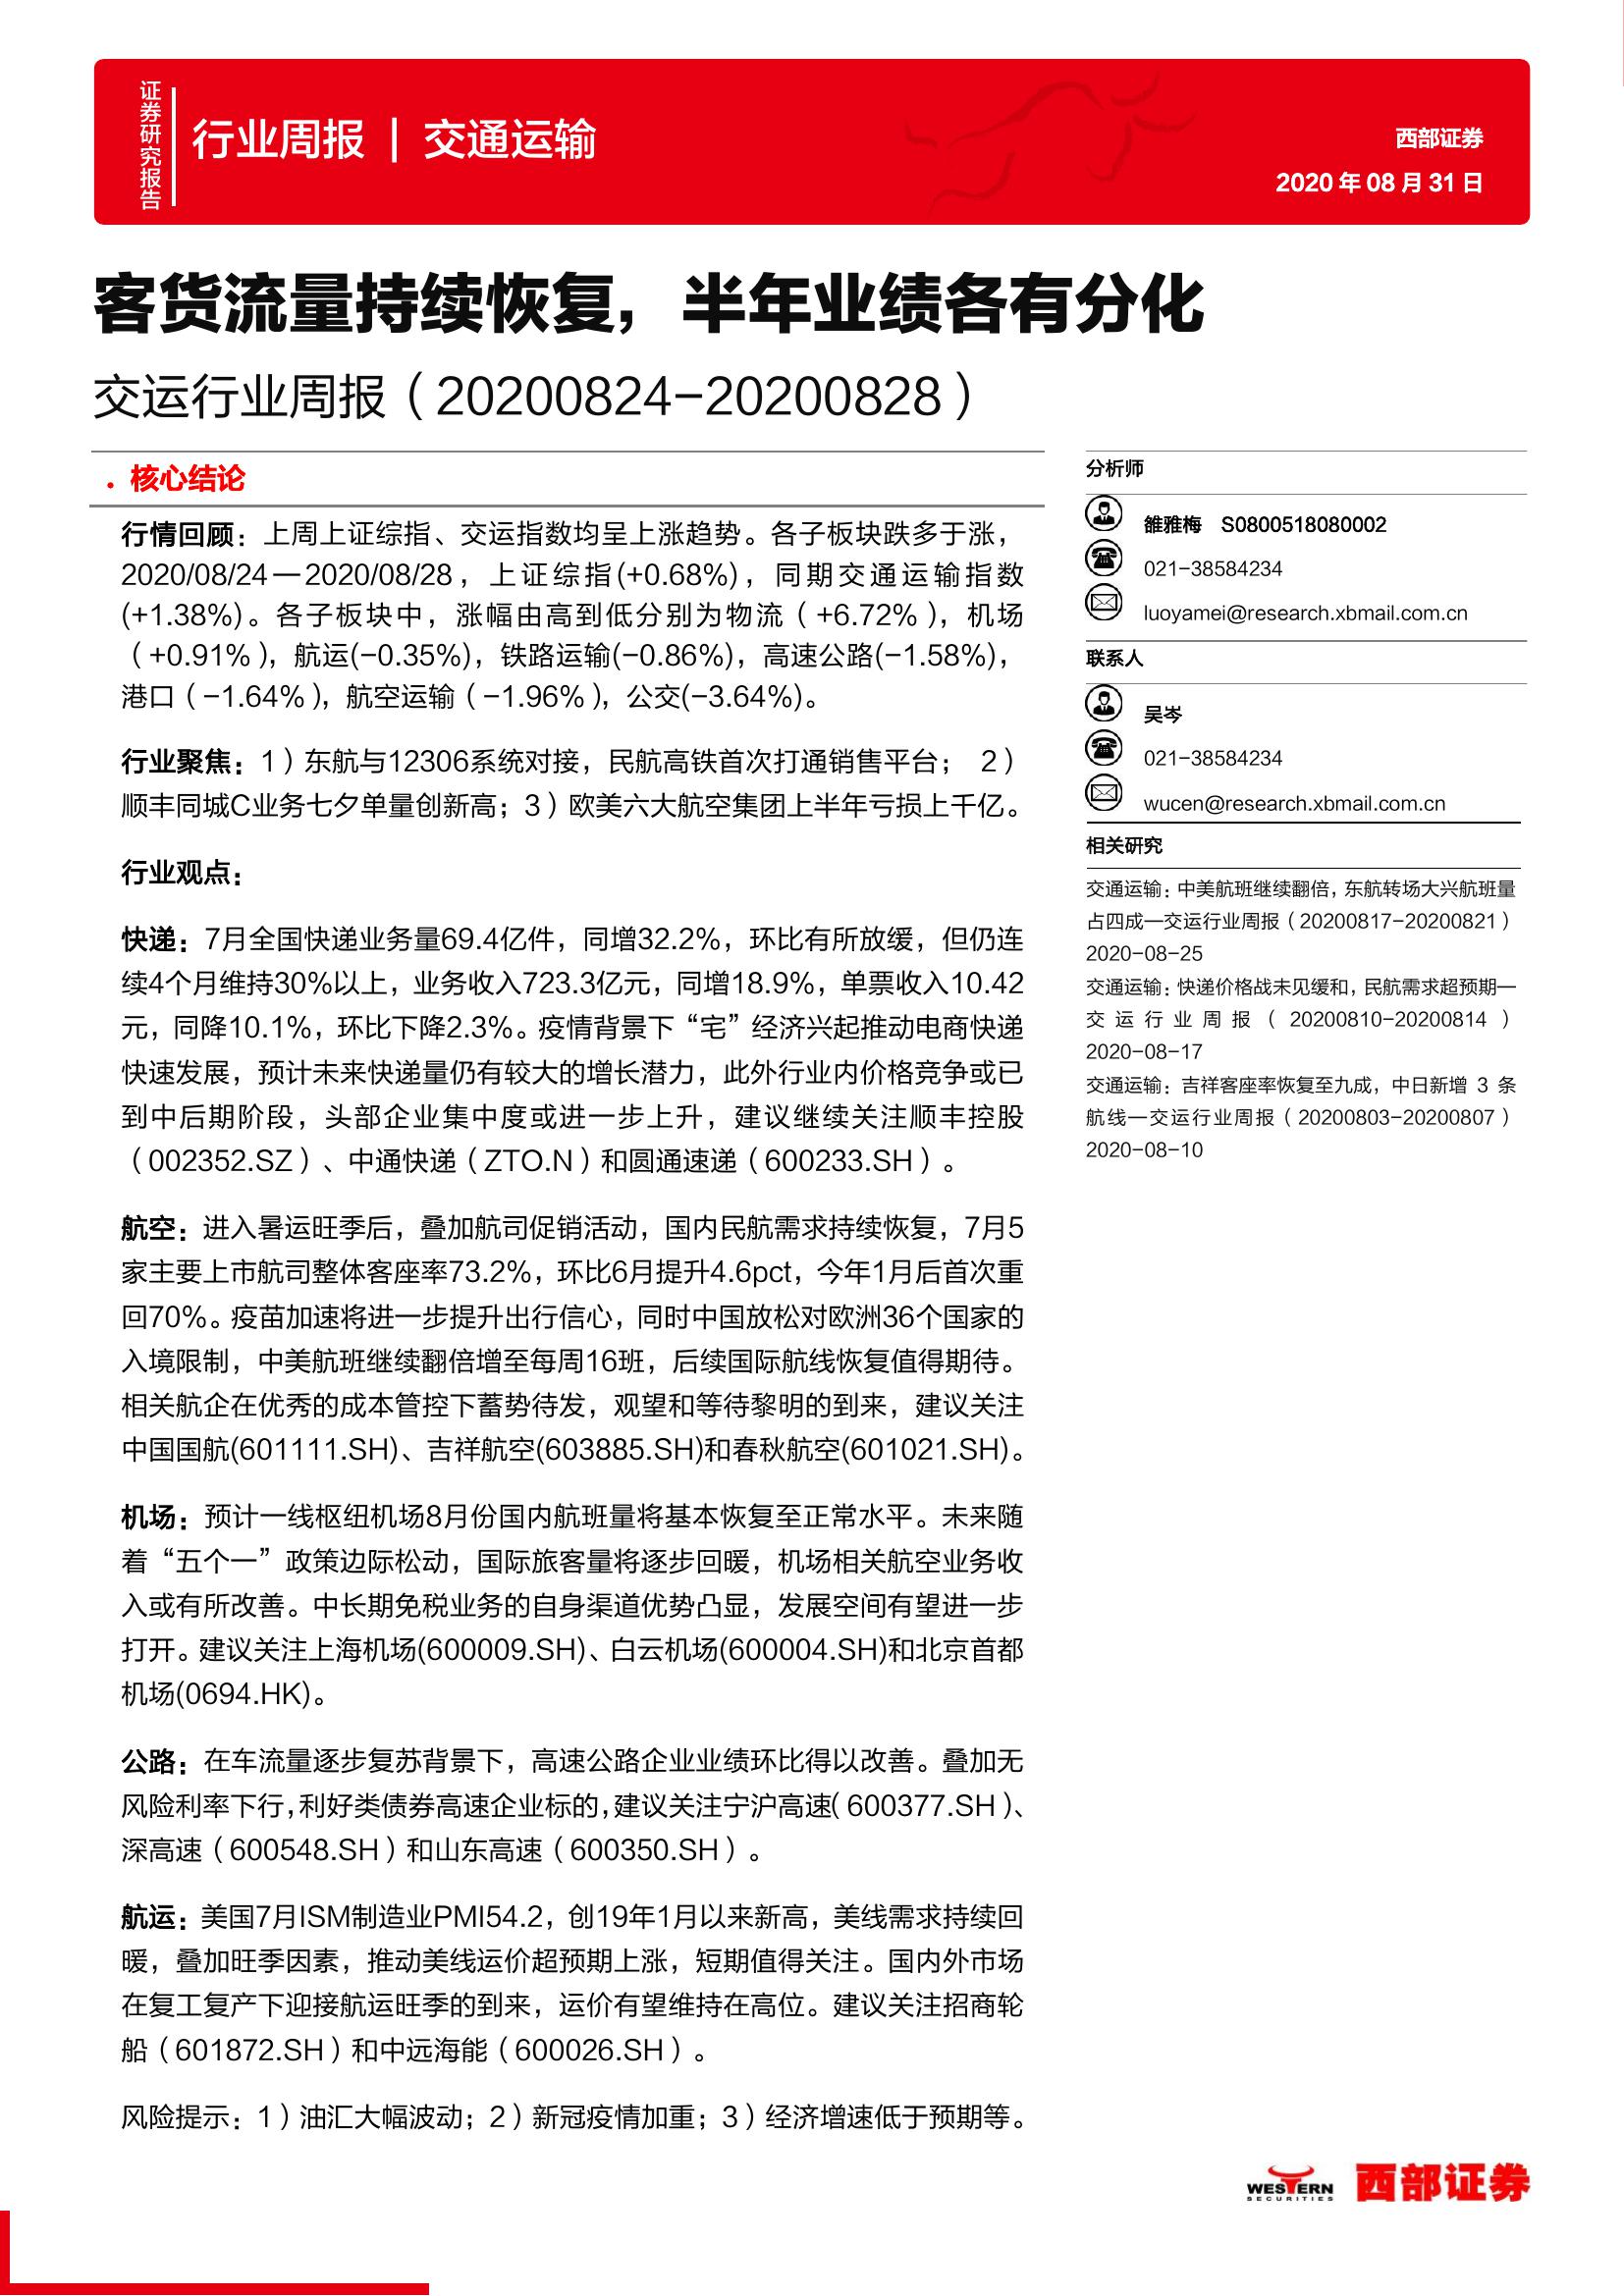 证券研究报告
行业周报 | 交通运输
西部证券
2020 年 08 月 31 日
客货流量持续恢复，半年业绩各有分化
交运行业周报（20200824-20200828）
• 核心结论
行情回顾：上周上证综指、交运指数均呈上涨趋势。各子板块跌多于涨，
2020/08/24—2020/08/28，上证综指(+0.68%)，同期交通运输指数
(+1.38%)。各子板块中，涨幅由高到低分别为物流（+6.72%），机场
（+0.91%），航运(-0.35%)，铁路运输(-0.86%)，高速公路(-1.58%)，
港口（-1.64%），航空运输（-1.96%），公交(-3.64%)。
行业聚焦：1）东航与12306系统对接，民航高铁首次打通销售平台； 2）
顺丰同城C业务七夕单量创新高；3）欧美六大航空集团上半年亏损上千亿。
行业观点：
快递：7月全国快递业务量69.4亿件，同增32.2%，环比有所放缓，但仍连
续4个月维持30%以上，业务收入723.3亿元，同增18.9%，单票收入10.42
元，同降10.1%，环比下降2.3%。疫情背景下“宅”经济兴起推动电商快递
快速发展，预计未来快递量仍有较大的增长潜力，此外行业内价格竞争或已
到中后期阶段，头部企业集中度或进一步上升，建议继续关注顺丰控股
（002352.SZ）、中通快递（ZTO.N）和圆通速递（600233.SH）。
航空：进入暑运旺季后，叠加航司促销活动，国内民航需求持续恢复，7月5
家主要上市航司整体客座率73.2%，环比6月提升4.6pct，今年1月后首次重
回70%。疫苗加速将进一步提升出行信心，同时中国放松对欧洲36个国家的
入境限制，中美航班继续翻倍增至每周16班，后续国际航线恢复值得期待。
相关航企在优秀的成本管控下蓄势待发，观望和等待黎明的到来，建议关注
中国国航(601111.SH)、吉祥航空(603885.SH)和春秋航空(601021.SH)。
机场：预计一线枢纽机场8月份国内航班量将基本恢复至正常水平。未来随
着“五个一”政策边际松动，国际旅客量将逐步回暖，机场相关航空业务收
入或有所改善。中长期免税业务的自身渠道优势凸显，发展空间有望进一步
打开。建议关注上海机场(600009.SH)、白云机场(600004.SH)和北京首都
机场(0694.HK)。
公路：在车流量逐步复苏背景下，高速公路企业业绩环比得以改善。叠加无
风险利率下行，利好类债券高速企业标的，建议关注宁沪高速（600377.SH）、
深高速（600548.SH）和山东高速（600350.SH）。
航运：美国7月ISM制造业PMI54.2，创19年1月以来新高，美线需求持续回
暖，叠加旺季因素，推动美线运价超预期上涨，短期值得关注。国内外市场
在复工复产下迎接航运旺季的到来，运价有望维持在高位。建议关注招商轮
船（601872.SH）和中远海能（600026.SH）。
风险提示：1）油汇大幅波动；2）新冠疫情加重；3）经济增速低于预期等。
分析师
雒雅梅 S0800518080002
021-38584234
luoyamei@research.xbmail.com.cn
联系人
吴岑
021-38584234
wucen@research.xbmail.com.cn
相关研究
交通运输：中美航班继续翻倍，东航转场大兴航班量
占四成—交运行业周报（20200817-20200821）
2020-08-25
交通运输：快递价格战未见缓和，民航需求超预期—
交运行业周报（20200810-20200814）
2020-08-17
交通运输：吉祥客座率恢复至九成，中日新增 3 条
航线—交运行业周报（20200803-20200807）
2020-08-10
WESTERN
SECURITIES
西部证券